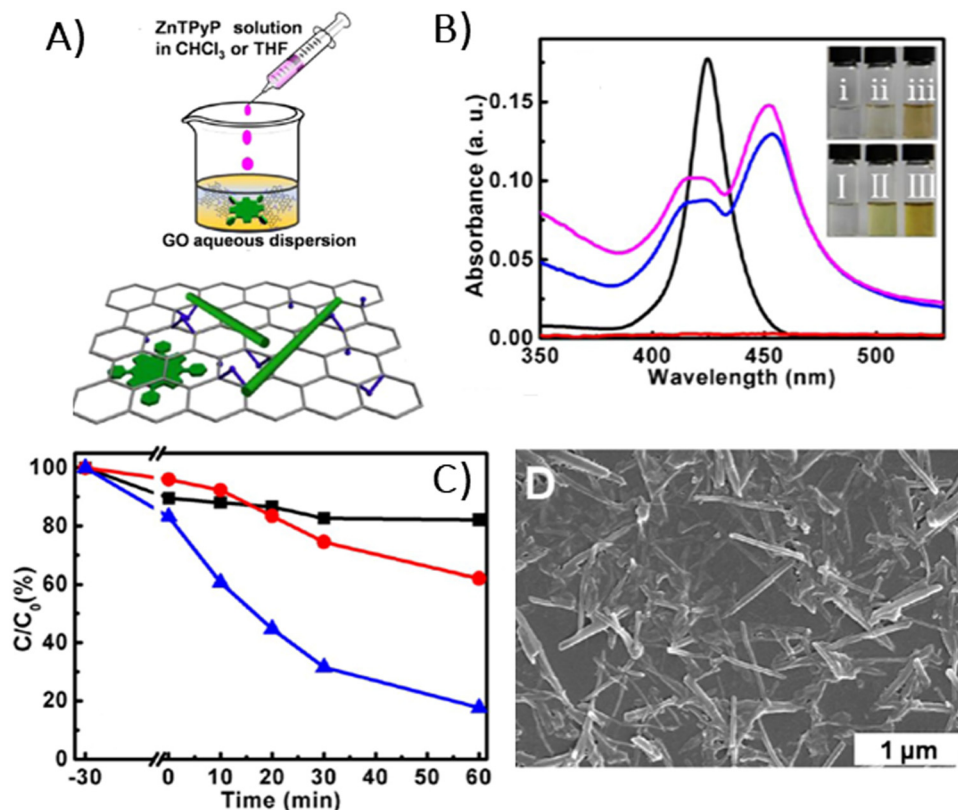 A)
ZnTPyP solution
in CHCl3 or THF
GO aqueous dispersion
B)
Absorbance (a. u.)
0.15
0.10
0.05
0.00
i ii iii
I II III
350 400 450 500
Wavelength (nm)
C)
C/C0(%)
100
80
60
40
20
0
-30 0 10 20 30 40 50 60
Time (min)
D
1 µm